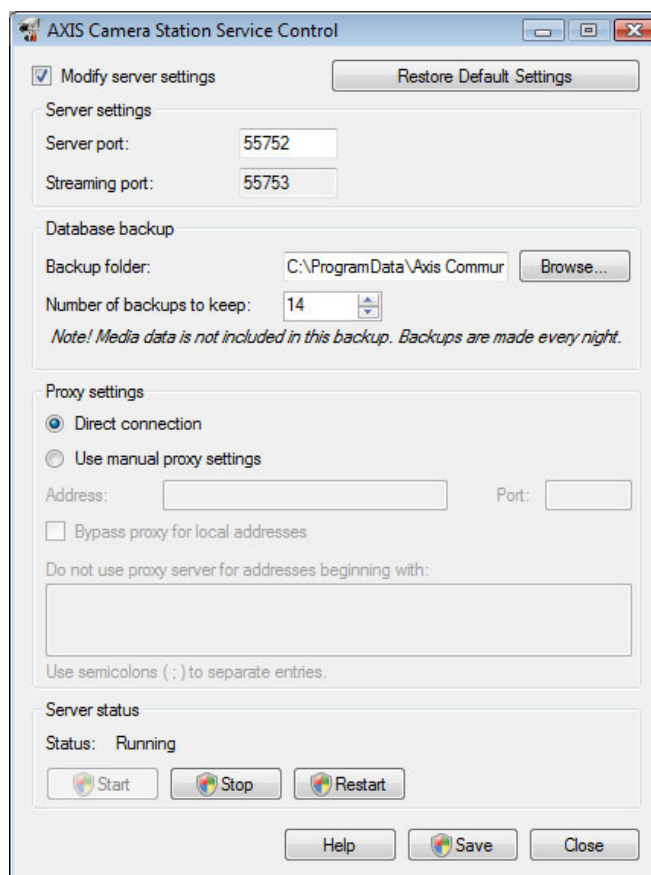 AXIS Camera Station Service Control
Modify server settings Restore Default Settings
Server settings
Server port: 55752
Streaming port: 55753
Database backup
Backup folder: C:\ProgramData\Axis Commur Browse...
Number of backups to keep: 14
Note! Media data is not included in this backup. Backups are made every night.
Proxy settings
Direct connection
Use manual proxy settings
Address: Port:
Bypass proxy for local addresses
Do not use proxy server for addresses beginning with:
Use semicolons ( ; ) to separate entries.
Server status
Status: Running
Start Stop Restart
Help Save Close